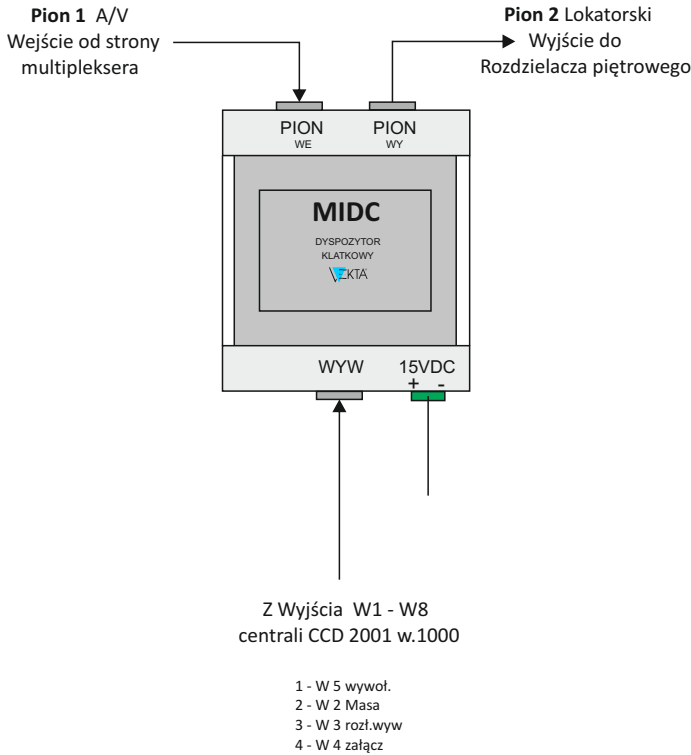 Pion 1 A/V
Wejście od strony
multipleksera
Pion 2 Lokatorski
Wyjście do
Rozdzielacza piętrowego
PION
WE
PION
WY
MIDC
DYSPOZYTOR
KLATKOWY
VEKTA
WYW
15VDC
+ -
Z Wyjścia W1 - W8
centrali CCD 2001 w.1000
1 - W 5 wywoł.
2 - W 2 Masa
3 - W 3 rozł.wyw
4 - W 4 załącz